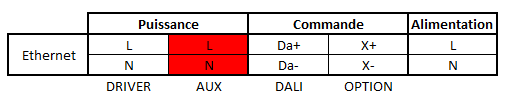 Puissance Commande Alimentation
Ethernet
L L Da+ X+ L
N N Da- X- N
DRIVER AUX DALI OPTION